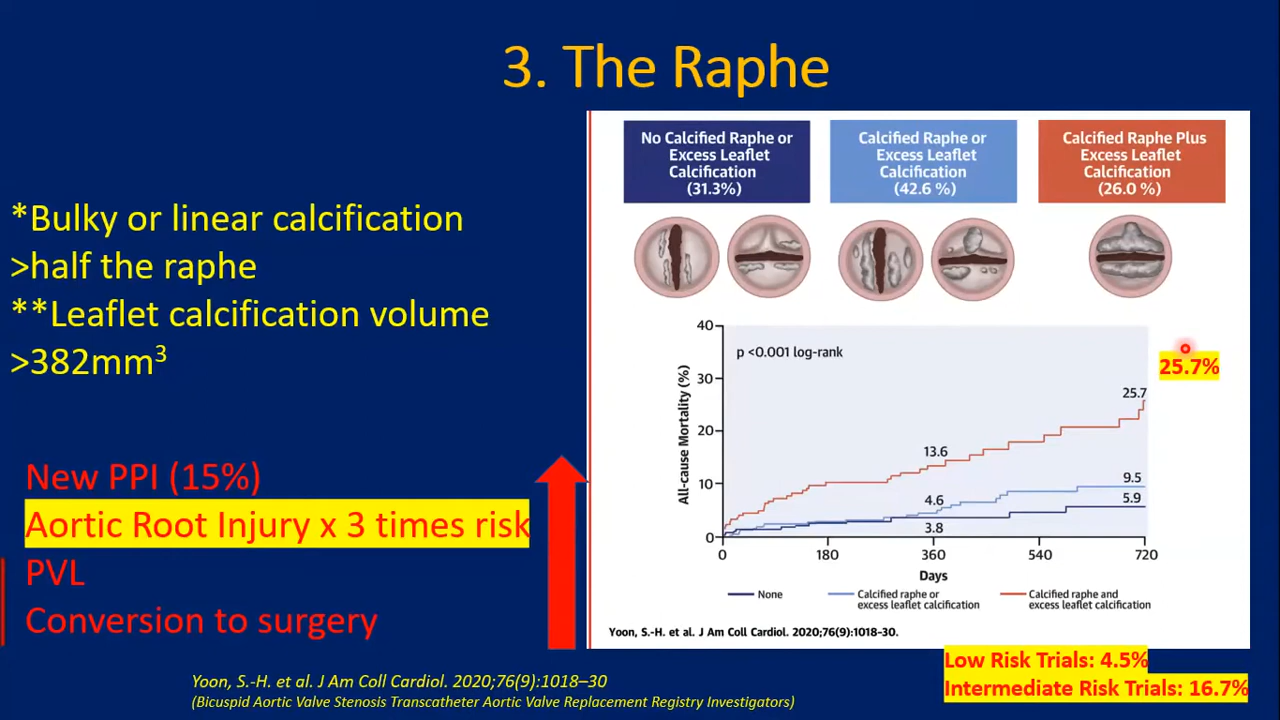 3. The Raphe
*Bulky or linear calcification
>half the raphe
**Leaflet calcification volume
>382mm³
New PPI (15%)
Aortic Root Injury x 3 times risk
PVL
Conversion to surgery
No Calcified Raphe or
Excess Leaflet
Calcification
(31.3%)
Calcified Raphe or
Excess Leaflet
Calcification
(42.6 %)
Calcified Raphe Plus
Excess Leaflet
Calcification
(26.0 %)
All-cause Mortality (%)
40
30
20
10
0
p <0.001 log-rank
25.7
13.6
9.5
4.6
5.9
3.8
0 180 360 540 720
Days
None
Calcified raphe or
excess leaflet calcification
Calcified raphe and
excess leaflet calcification
25.7%
Yoon, S.-H. et al. J Am Coll Cardiol. 2020;76(9):1018-30.
Low Risk Trials: 4.5%
Intermediate Risk Trials: 16.7%
Yoon, S.-H. et al. J Am Coll Cardiol. 2020;76(9):1018–30
(Bicuspid Aortic Valve Stenosis Transcatheter Aortic Valve Replacement Registry Investigators)